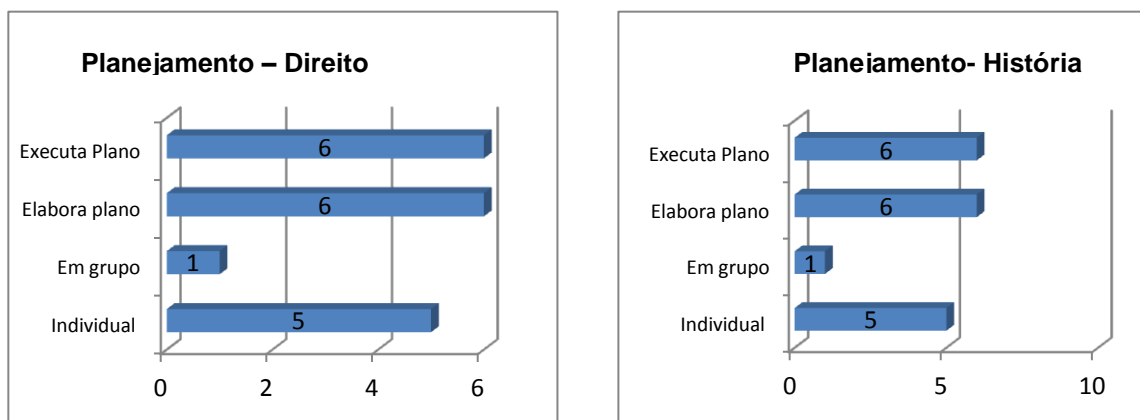 Planejamento – Direito
Executa Plano
6
Elabora plano
6
Em grupo
1
Individual
5
0 2 4 6
Planejamento- História
Executa Plano
6
Elabora plano
6
Em grupo
1
Individual
5
0 5 10